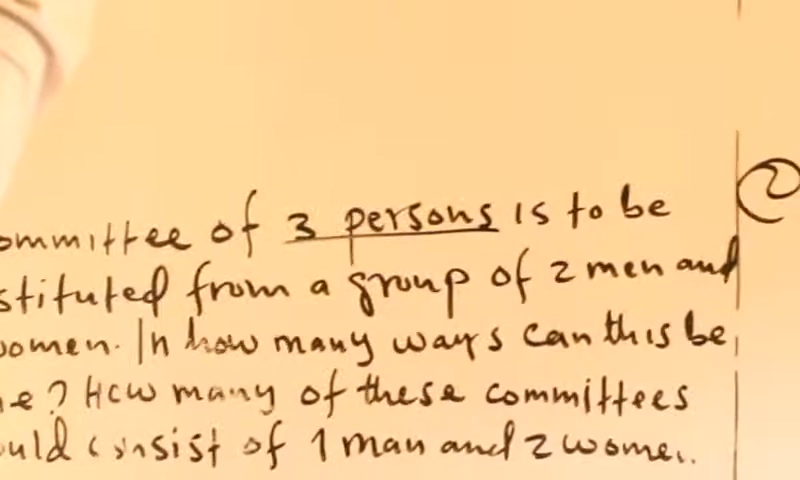 ommittee of 3 persons is to be
stituted from a group of 2 men and
women. In how many ways can this be
e? How many of these committees
uld consist of 1 man and 2 women.
2